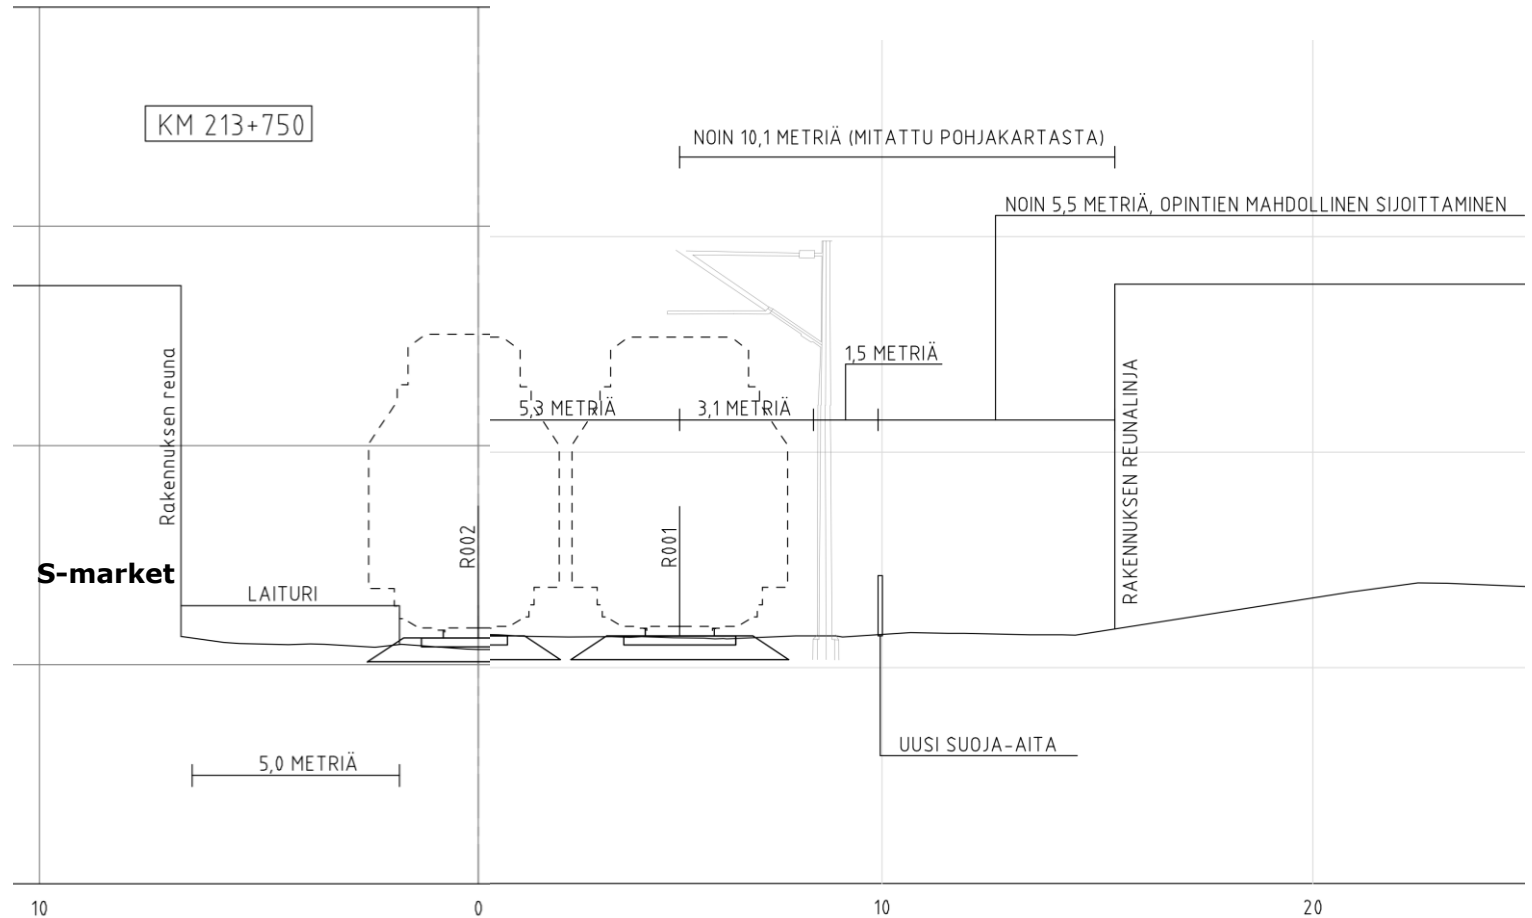 KM 213+750
NOIN 10,1 METRIÄ (MITATTU POHJAKARTASTA)
NOIN 5,5 METRIÄ, OPINTIEN MAHDOLLINEN SIJOITTAMINEN
1,5 METRIÄ
5,3 METRIÄ
3,1 METRIÄ
Rakennuksen reuna
R002
R001
RAKENNUKSEN REUNALINJA
S-market
LAITURI
UUSI SUOJA-AITA
5,0 METRIÄ
10
0
10
20